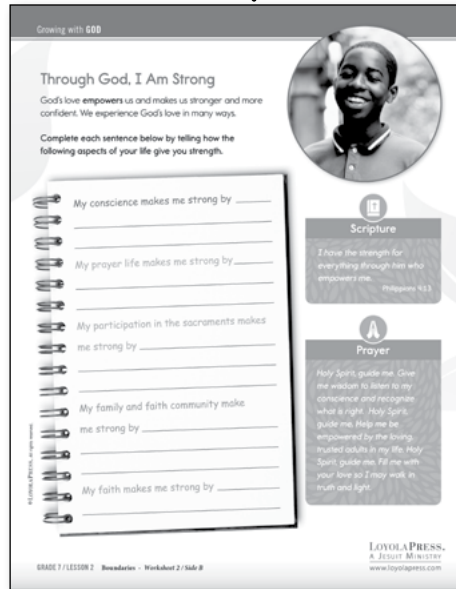 Growing with GOD
Through God, I Am Strong
God's love empowers us and makes us stronger and more
confident. We experience God's love in many ways.
Complete each sentence below by telling how the
following aspects of your life give you strength.
My conscience makes me strong by
My prayer life makes me strong by
My participation in the sacraments makes
me strong by
My family and faith community make
me strong by
My faith makes me strong by
Scripture
I have the strength for
everything through him who
empowers me.
Philippians 4:13
Prayer
Holy Spirit, guide me. Give
me wisdom to listen to my
conscience and recognize
what is right. Holy Spirit,
guide me. Help me be
empowered by the loving,
trusted adults in my life. Holy
Spirit, guide me. Fill me with
your love so I may walk in
truth and light.
©LOYOLAPRESS. All rights reserved.
GRADE 7 / LESSON 2 Boundaries - Worksheet 2 / Side B
LOYOLAPRESS.
A JESUIT MINISTRY
www.loyolapress.com